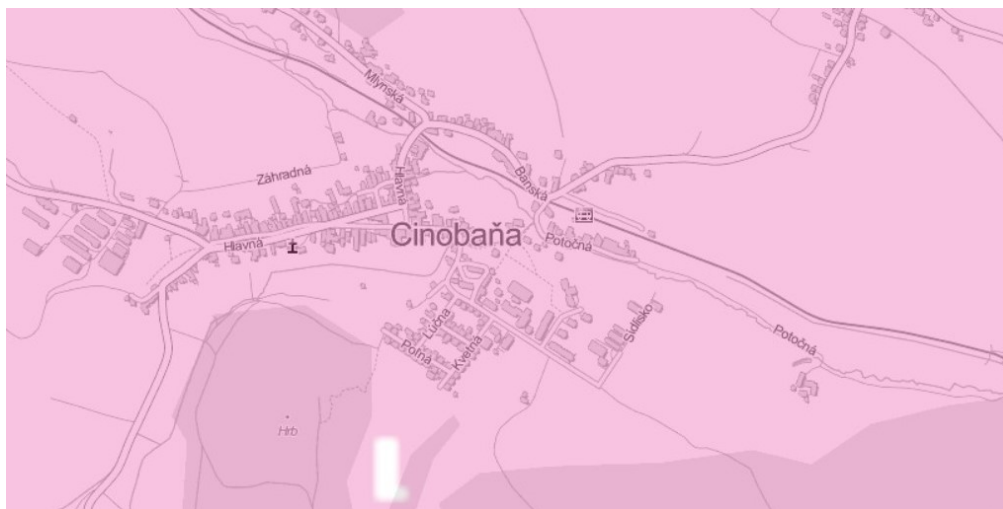 Mlynská
Záhradná
Hlavná
Banská
Hlavná
Cinobaňa
Potočná
Lúčna
Poľná
Kvetná
Sídlisko
Potočná
Hrb